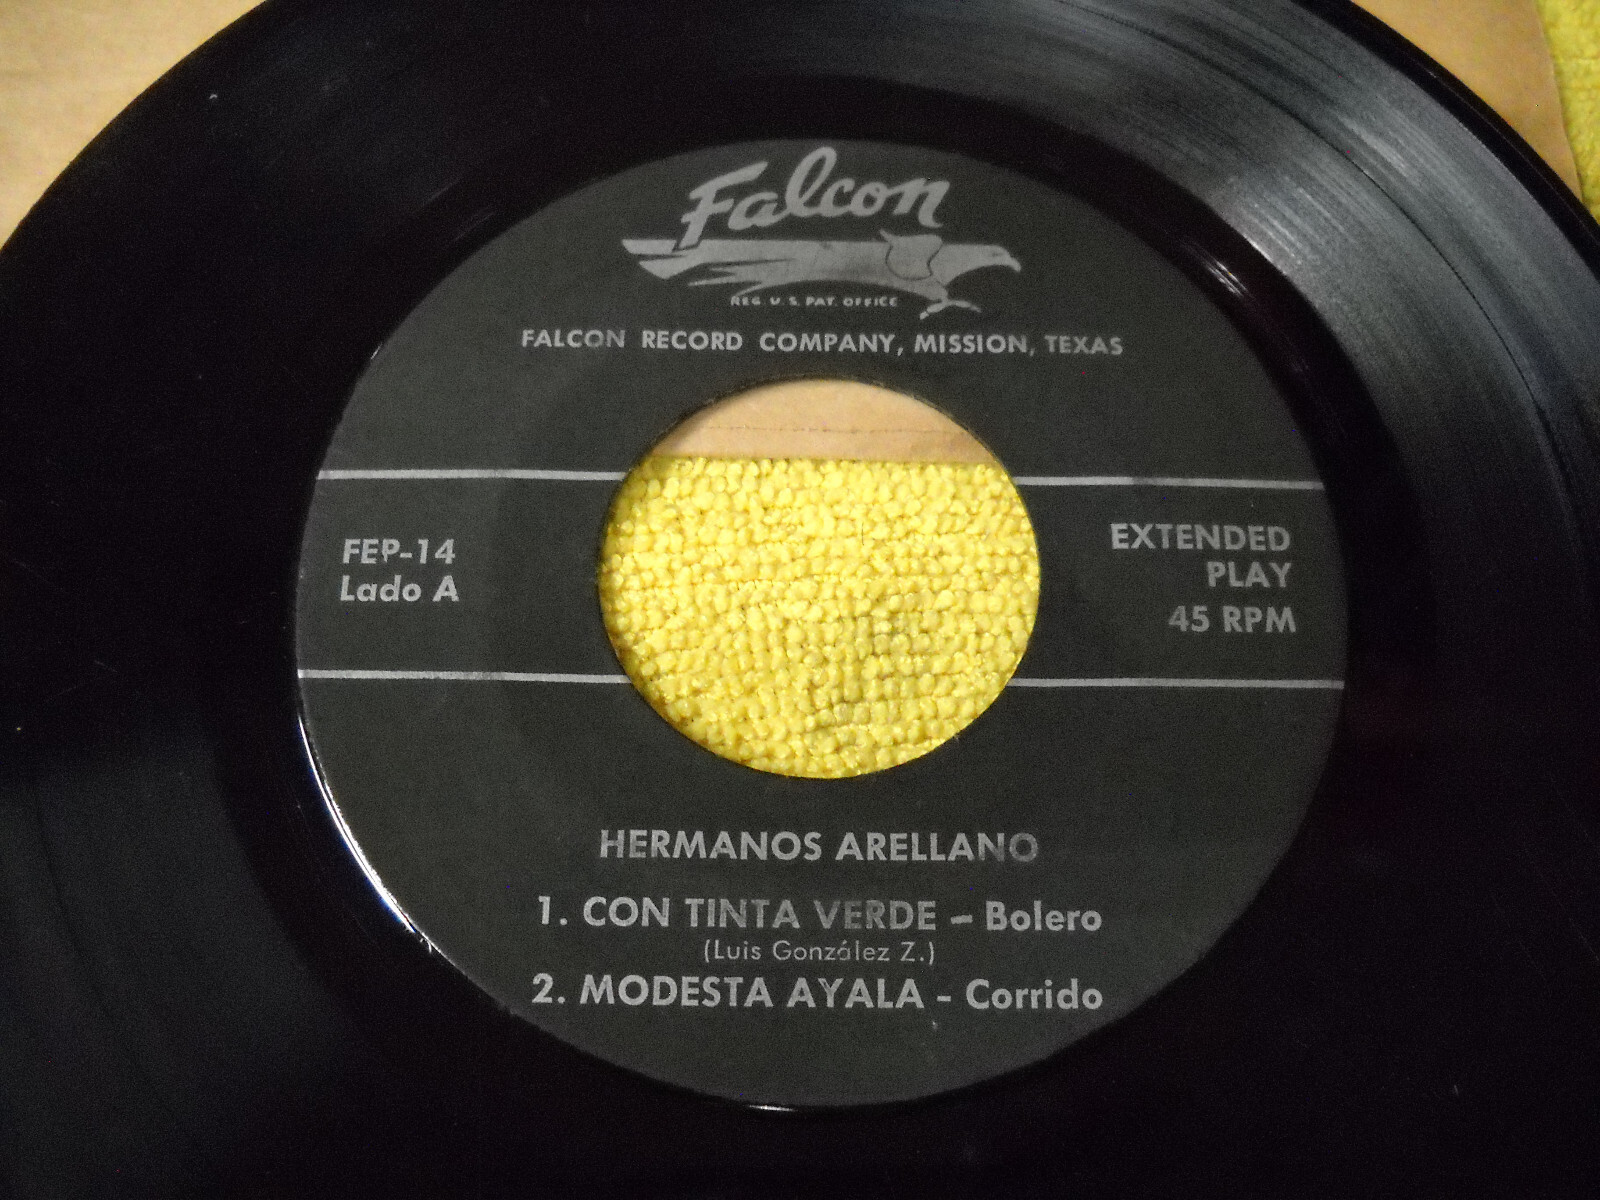 Falcon
REG. U.S. PAT. OFFICE
FALCON RECORD COMPANY, MISSION, TEXAS
FEP-14
Lado A
EXTENDED
PLAY
45 RPM
HERMANOS ARELLANO
1. CON TINTA VERDE - Bolero
(Luis González Z.)
2. MODESTA AYALA - Corrido